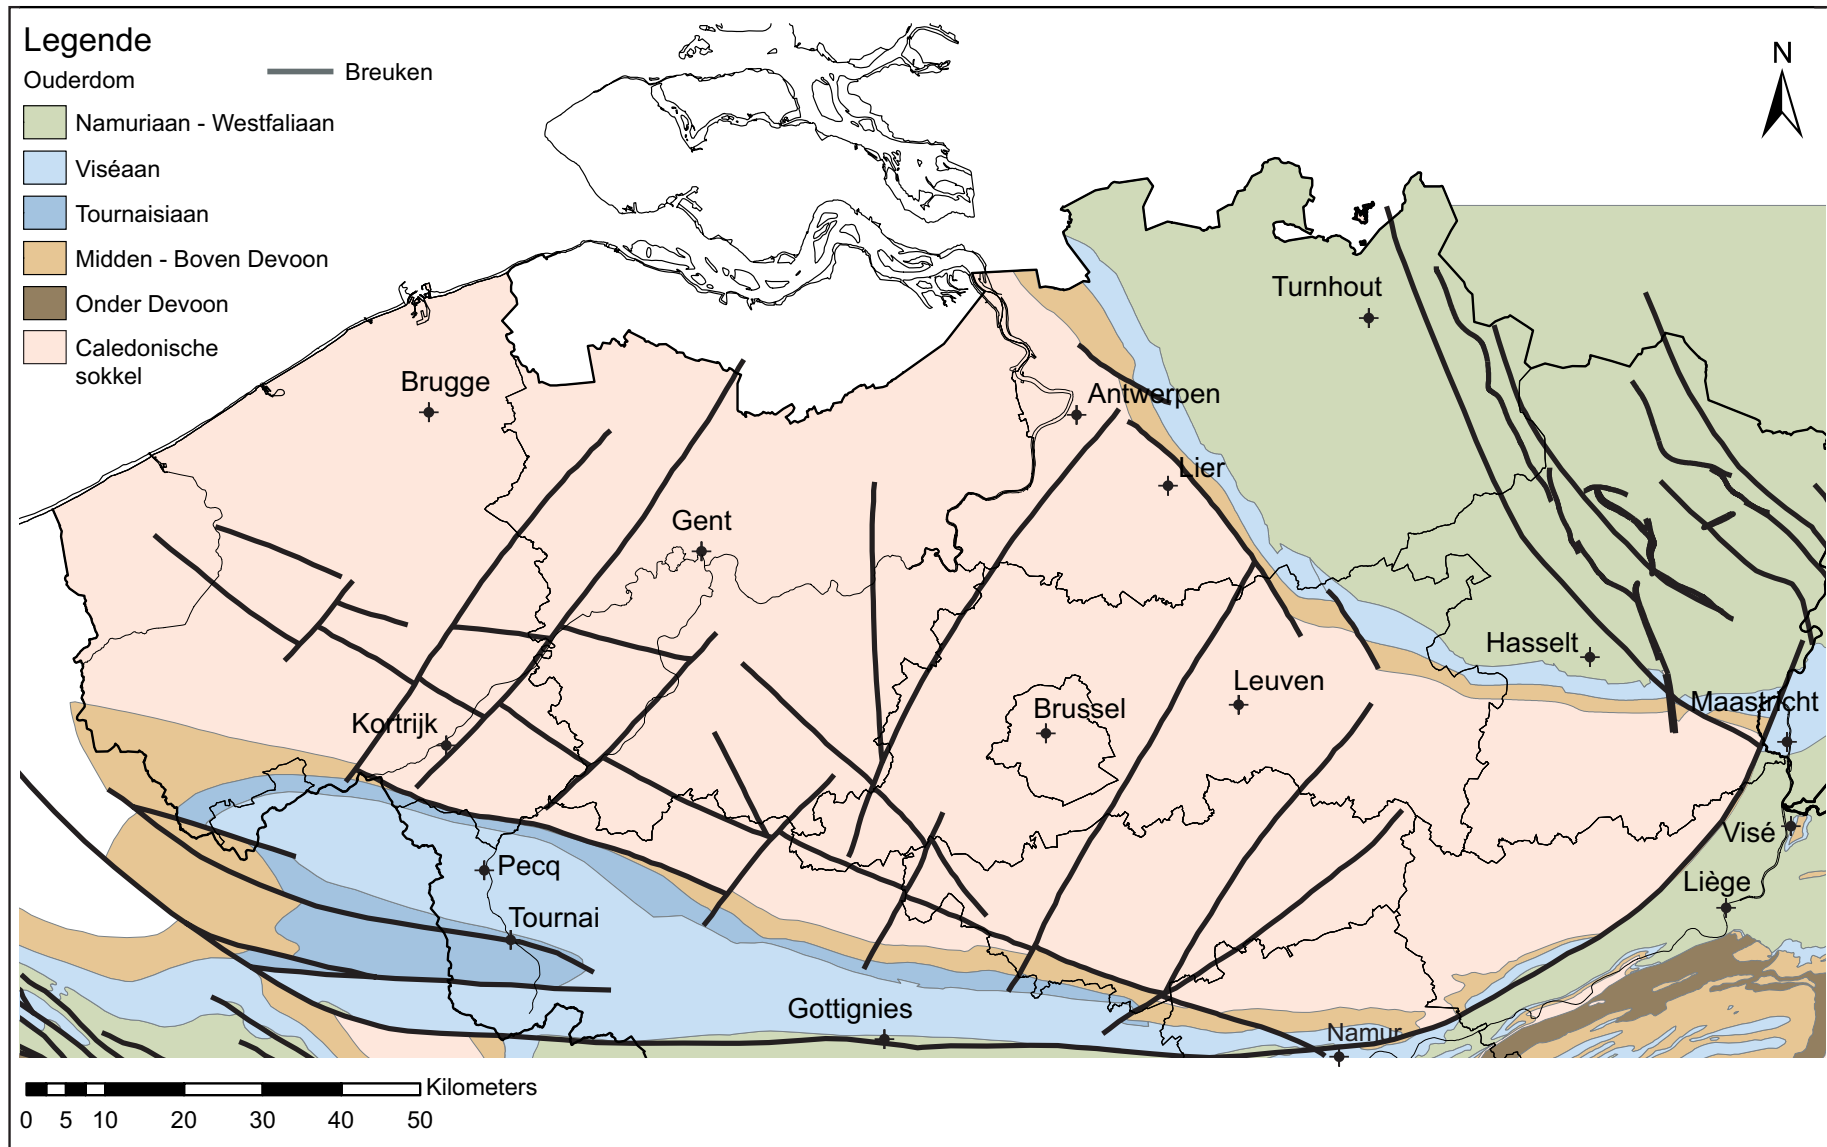 Legende
Ouderdom
Breuken
Namuriaan - Westfaliaan
Viséaan
Tournaisiaan
Midden - Boven Devoon
Onder Devoon
Caledonische
sokkel
N
Turnhout
Brugge
Antwerpen
Lier
Gent
Hasselt
Leuven
Maastricht
Brussel
Kortrijk
Visé
Pecq
Liège
Tournai
Gottignies
Namur
Kilometers
0 5 10 20 30 40 50